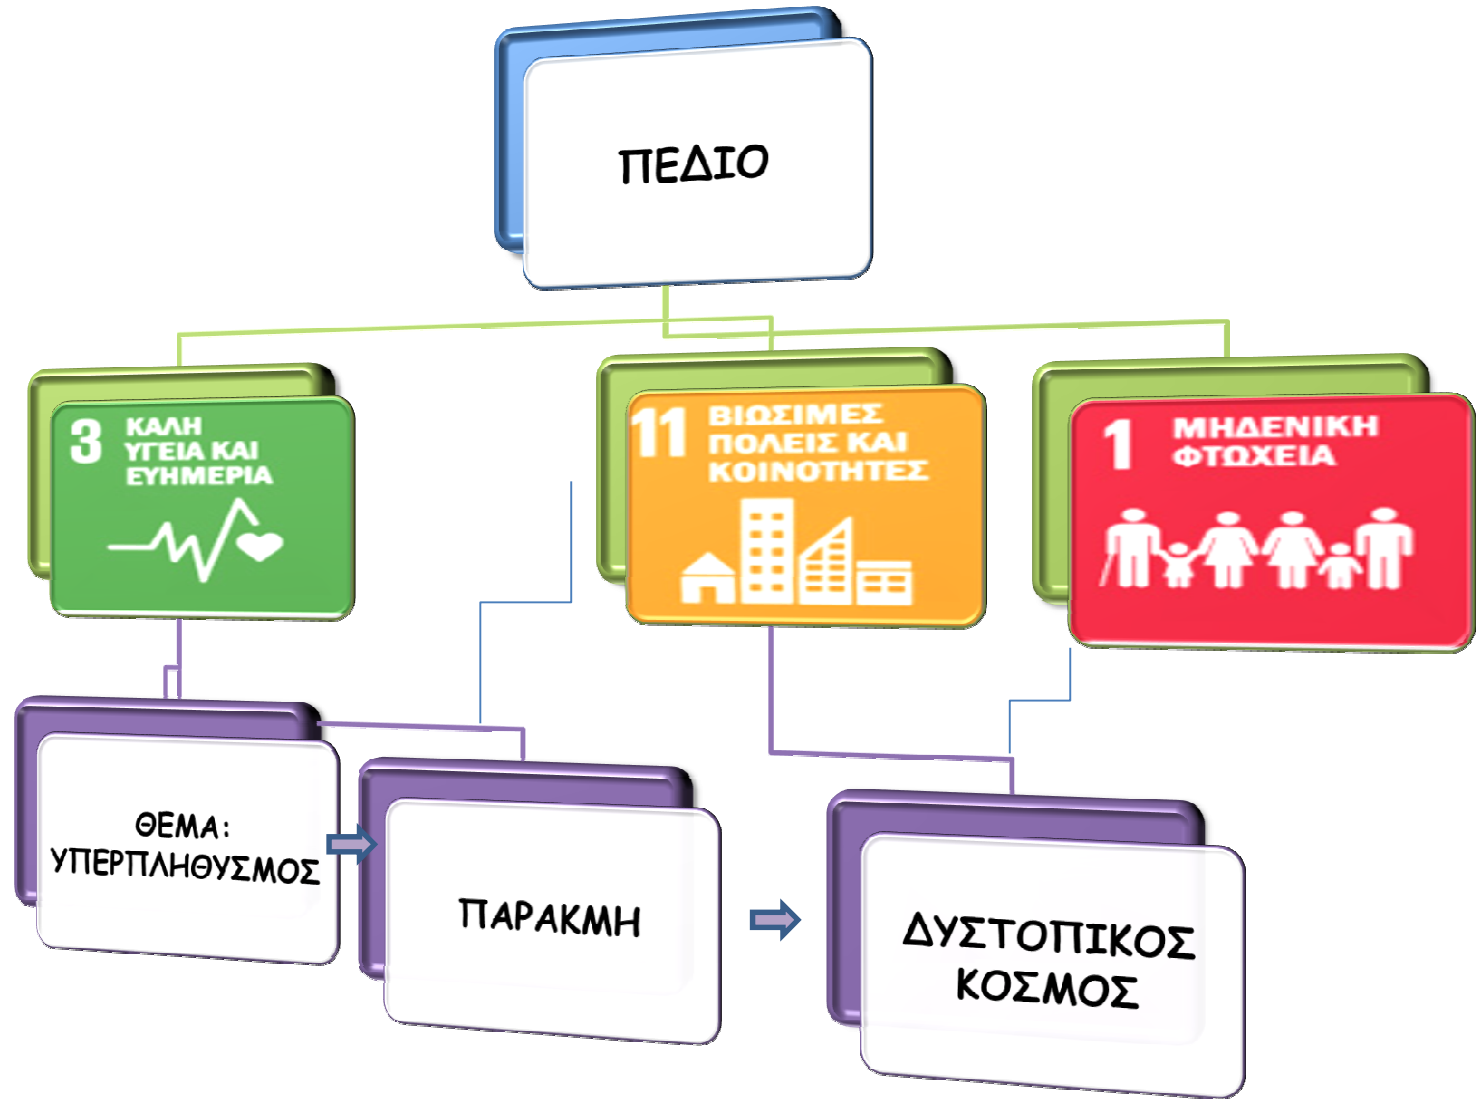 ΠΕΔΙΟ
3 ΚΑΛΗ
ΥΓΕΙΑ ΚΑΙ
ΕΥΗΜΕΡΙΑ
11 ΒΙΩΣΙΜΕΣ
ΠΟΛΕΙΣ ΚΑΙ
ΚΟΙΝΟΤΗΤΕΣ
1 ΜΗΔΕΝΙΚΗ
ΦΤΩΧΕΙΑ
ΘΕΜΑ:
ΥΠΕΡΠΛΗΘΥΣΜΟΣ
ΠΑΡΑΚΜΗ
ΔΥΣΤΟΠΙΚΟΣ
ΚΟΣΜΟΣ